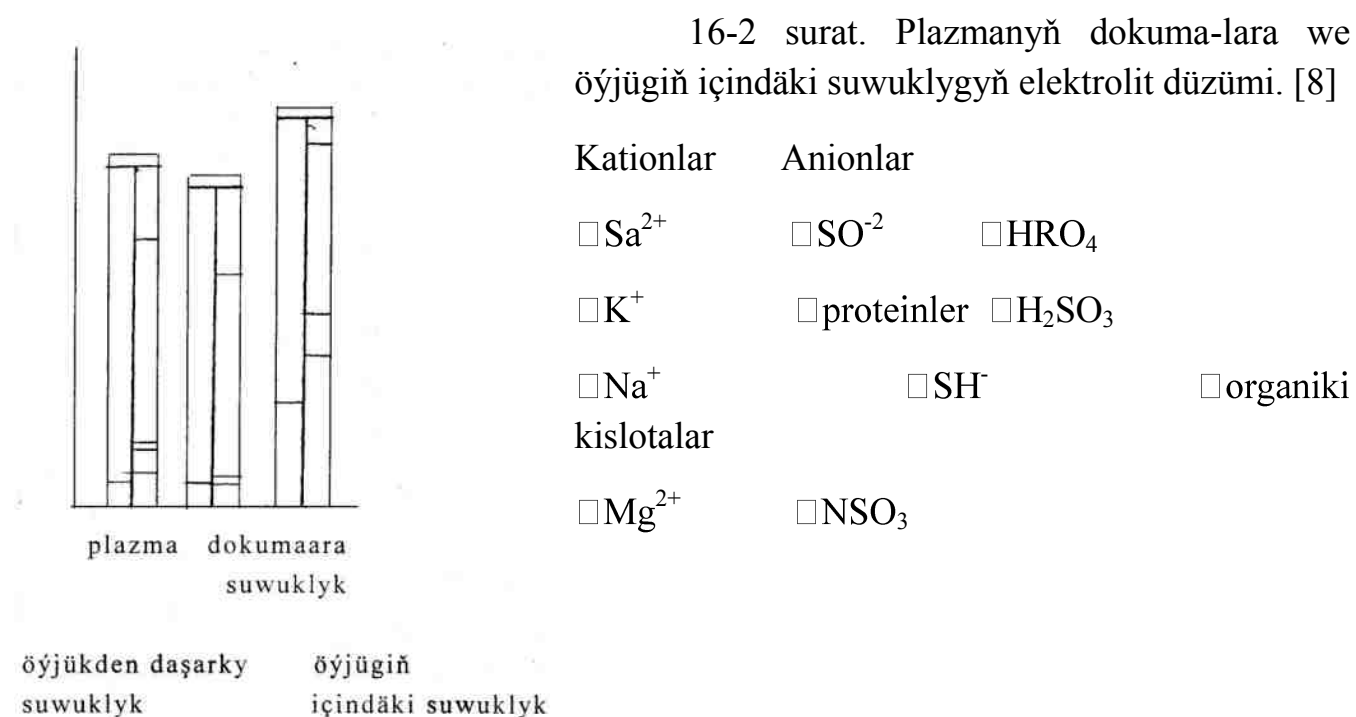 16-2 surat. Plazmanyň dokuma-lara we
öýjügiň içindäki suwuklygyň elektrolit düzümi. [8]
Kationlar Anionlar
□Sa²⁺ □SO⁻² □HRO₄
□K⁺ □proteinler □H₂SO₃
□Na⁺ □SH⁻ □organiki
kislotalar
□Mg²⁺ □NSO₃
plazma dokumaara
suwuklyk
öýjükden daşarky öýjügiň
suwuklyk içindäki suwuklyk